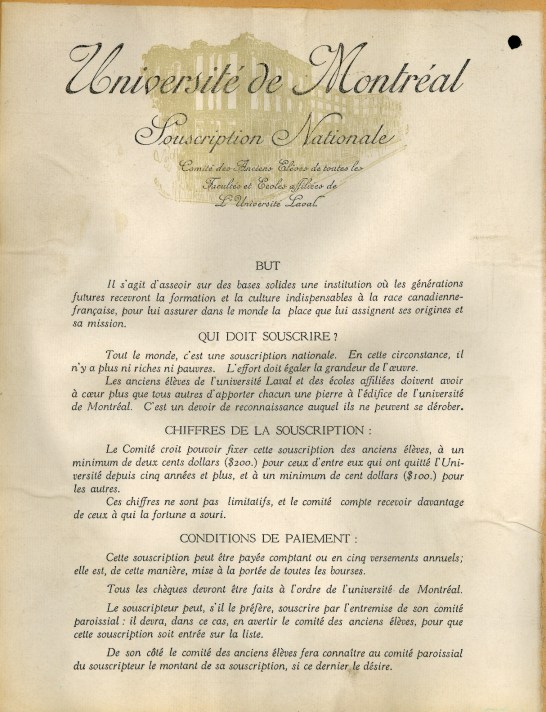 Université de Montréal
Souscription Nationale
Comité des Anciens Elèves de toutes les
Facultés et Ecoles affiliées de
L'Université Laval.
BUT
Il s'agit d'asseoir sur des bases solides une institution où les générations
futures recevront la formation et la culture indispensables à la race canadienne-
française, pour lui assurer dans le monde la place que lui assignent ses origines et
sa mission.
QUI DOIT SOUSCRIRE ?
Tout le monde, c'est une souscription nationale. En cette circonstance, il
n'y a plus ni riches ni pauvres. L'effort doit égaler la grandeur de l'œuvre.
Les anciens élèves de l'université Laval et des écoles affiliées doivent avoir
à cœur plus que tous autres d'apporter chacun une pierre à l'édifice de l'université
de Montréal. C'est un devoir de reconnaissance auquel ils ne peuvent se dérober.
CHIFFRES DE LA SOUSCRIPTION :
Le Comité croit pouvoir fixer cette souscription des anciens élèves, à un
minimum de deux cents dollars ($200.) pour ceux d'entre eux qui ont quitté l'Uni-
versité depuis cinq années et plus, et à un minimum de cent dollars ($100.) pour
les autres.
Ces chiffres ne sont pas limitatifs, et le comité compte recevoir davantage
de ceux à qui la fortune a souri.
CONDITIONS DE PAIEMENT :
Cette souscription peut être payée comptant ou en cinq versements annuels;
elle est, de cette manière, mise à la portée de toutes les bourses.
Tous les chèques devront être faits à l'ordre de l'université de Montréal.
Le souscripteur peut, s'il le préfère, souscrire par l'entremise de son comité
paroissial : il devra, dans ce cas, en avertir le comité des anciens élèves, pour que
cette souscription soit entrée sur la liste.
De son côté le comité des anciens élèves fera connaître au comité paroissial
du souscripteur le montant de sa souscription, si ce dernier le désire.